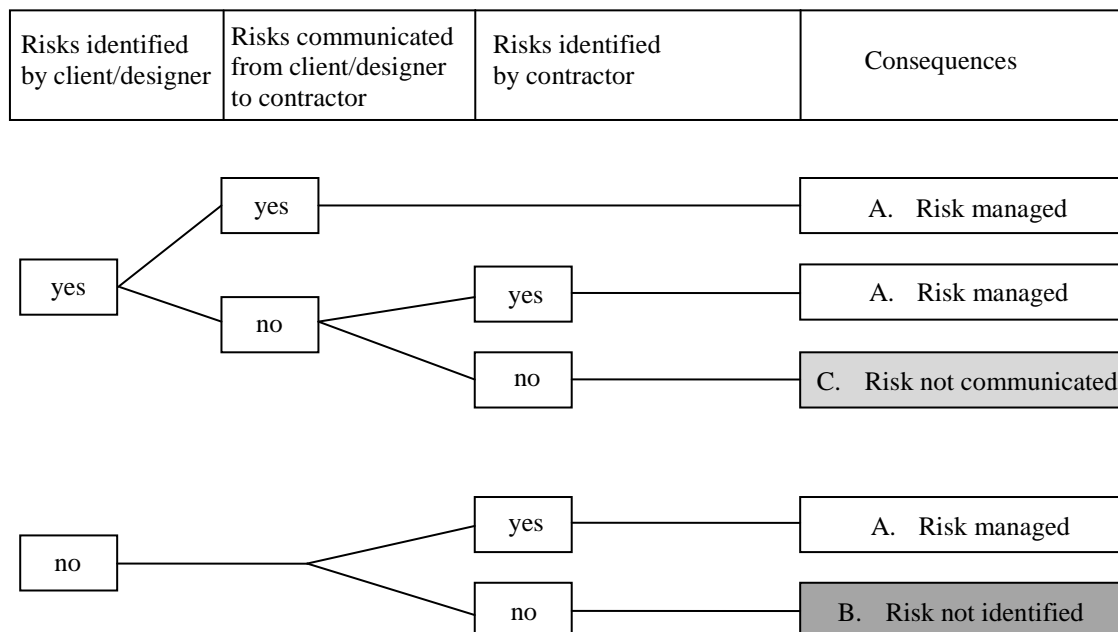 Risks identified
by client/designer
Risks communicated
from client/designer
to contractor
Risks identified
by contractor
Consequences
yes
A. Risk managed
yes
yes
A. Risk managed
no
no
C. Risk not communicated
yes
A. Risk managed
no
no
B. Risk not identified